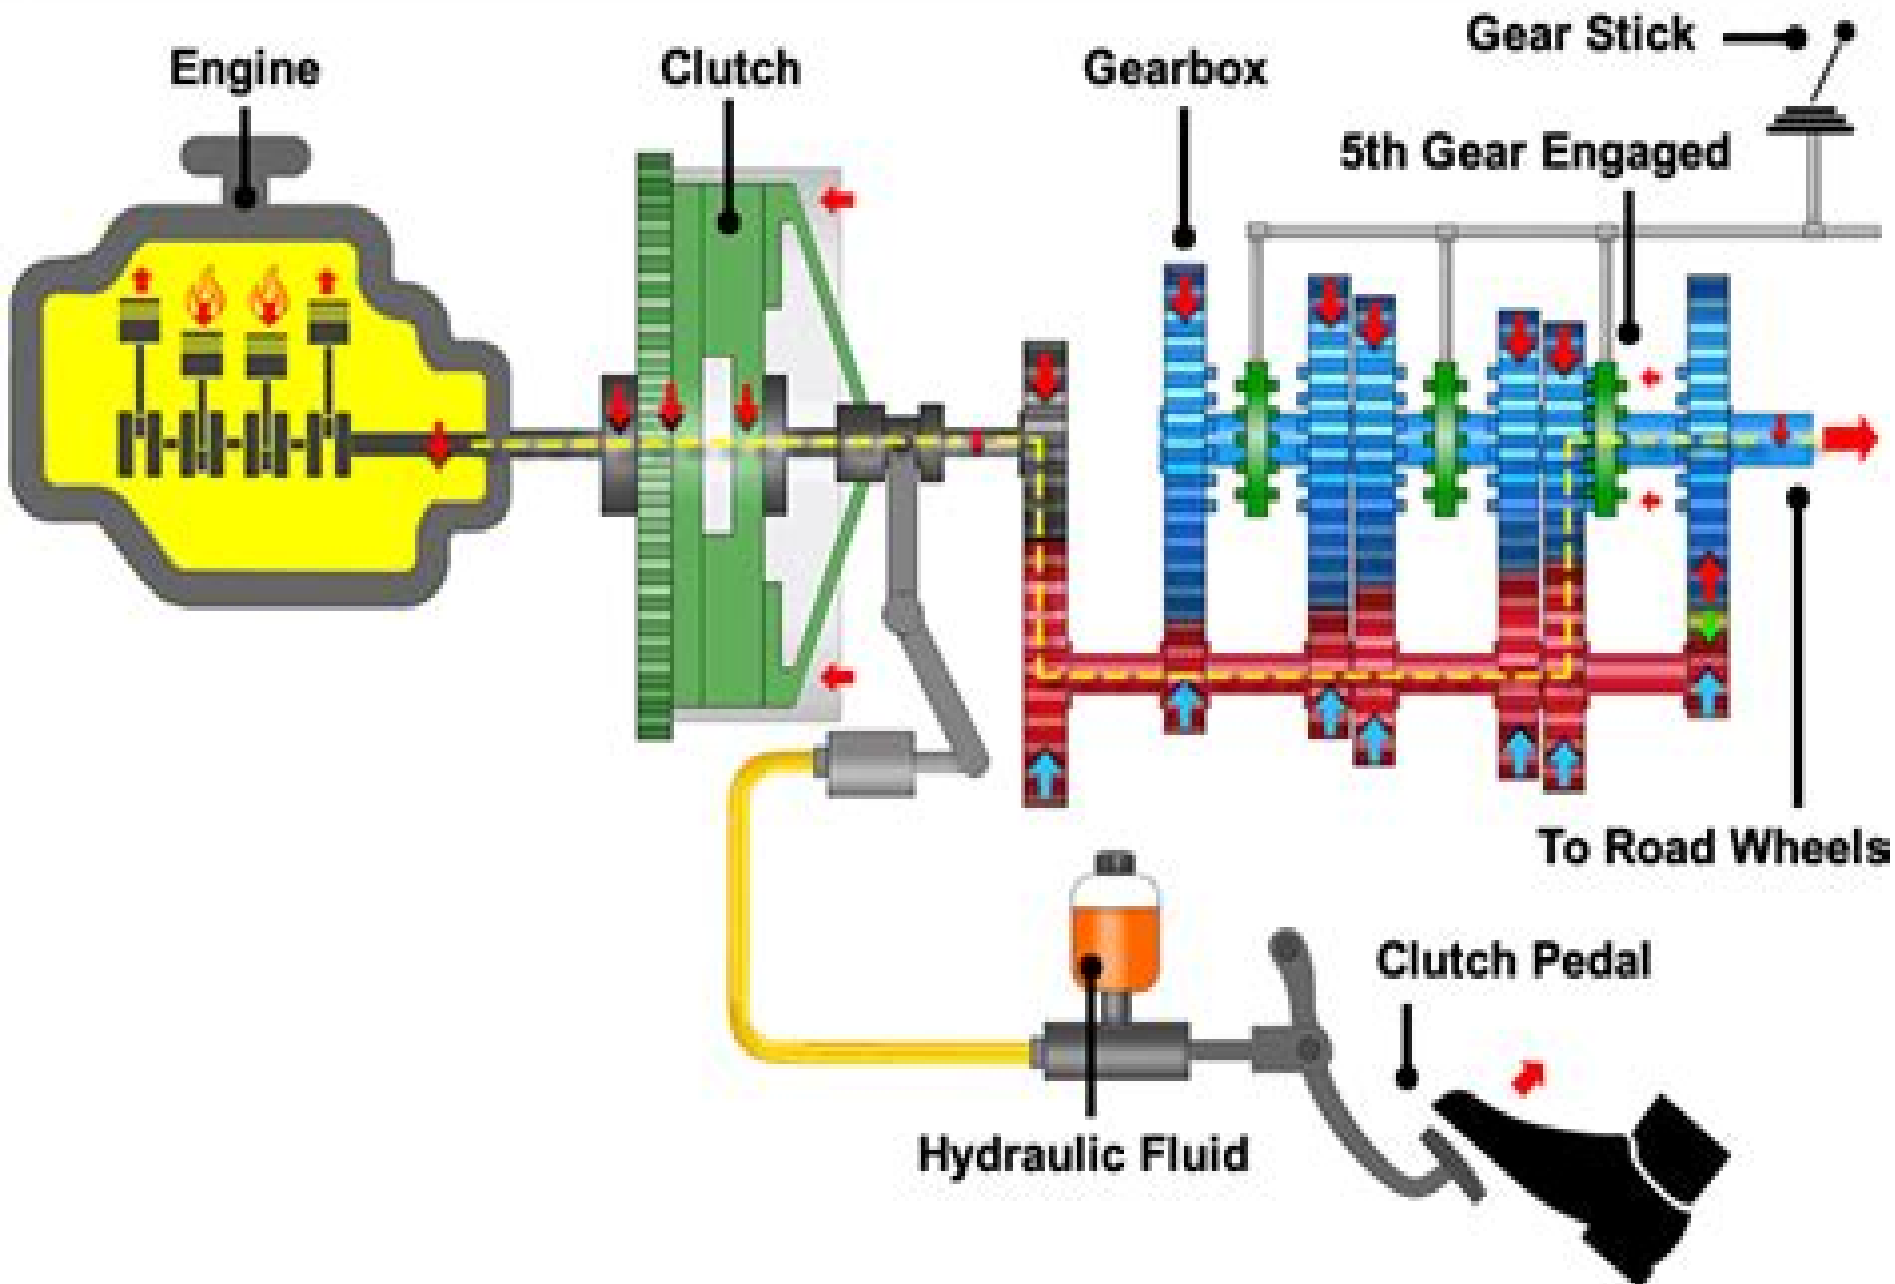 Gear Stick
Engine
Clutch
Gearbox
5th Gear Engaged
To Road Wheels
Clutch Pedal
Hydraulic Fluid